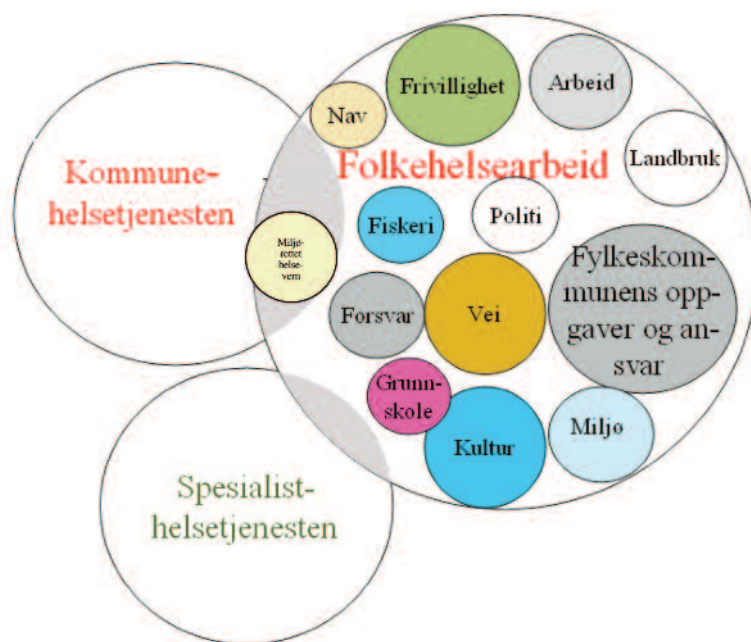 Frivillighet
Arbeid
Nav
Landbruk
Folkehelsearbeid
Kommune-
helsetjenesten
Fiskeri
Politi
Miljø-
rettet
helse-
vern
Fylkeskom-
munens opp-
gaver og an-
svar
Forsvar
Vei
Grunn-
skole
Kultur
Miljø
Spesialist-
helsetjenesten